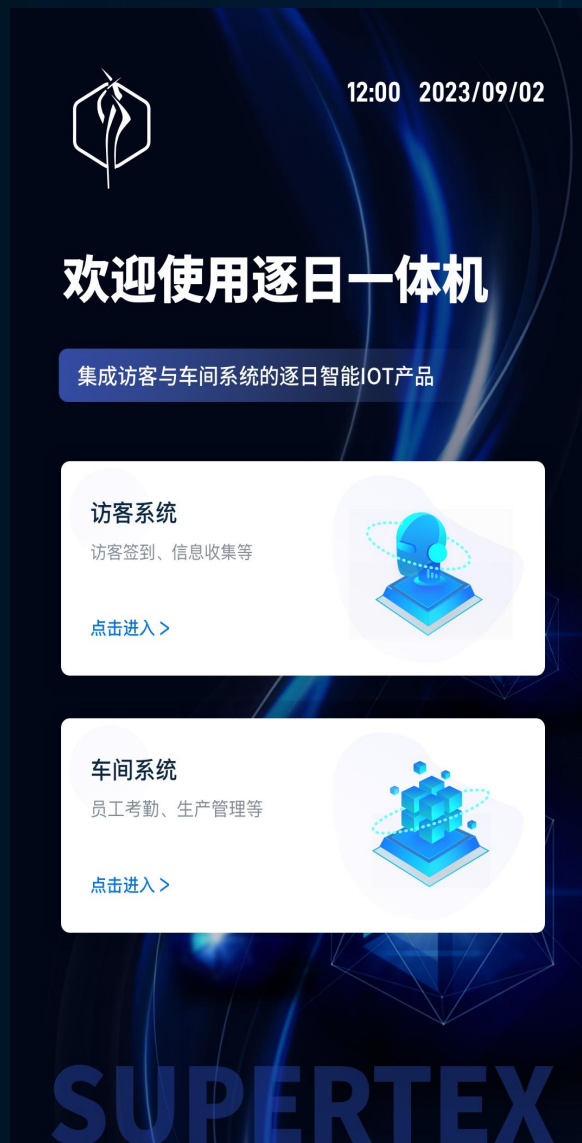 12:00 2023/09/02
欢迎使用逐日一体机
集成访客与车间系统的逐日智能IOT产品
访客系统
访客签到、信息收集等
点击进入 >
车间系统
员工考勤、生产管理等
点击进入 >
SUPERTEX